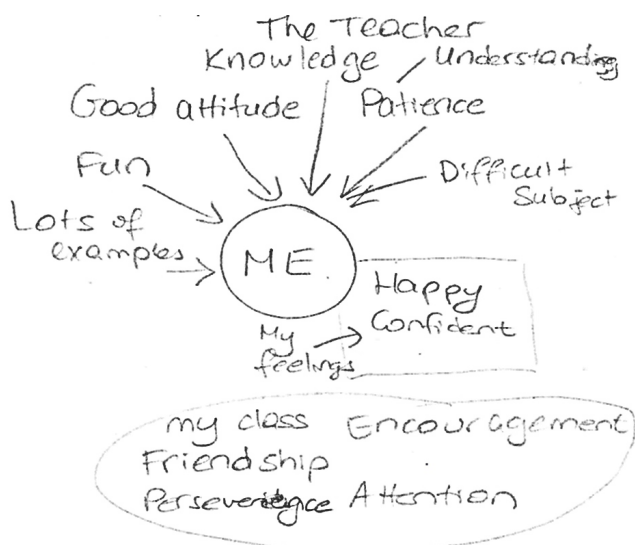 The Teacher
Knowledge
Understanding
Good attitude
Patience
Fun
Difficult
Subject
Lots of
examples
ME.
Happy
Confident
My
feelings
my class Encouragement
Friendship
Attention